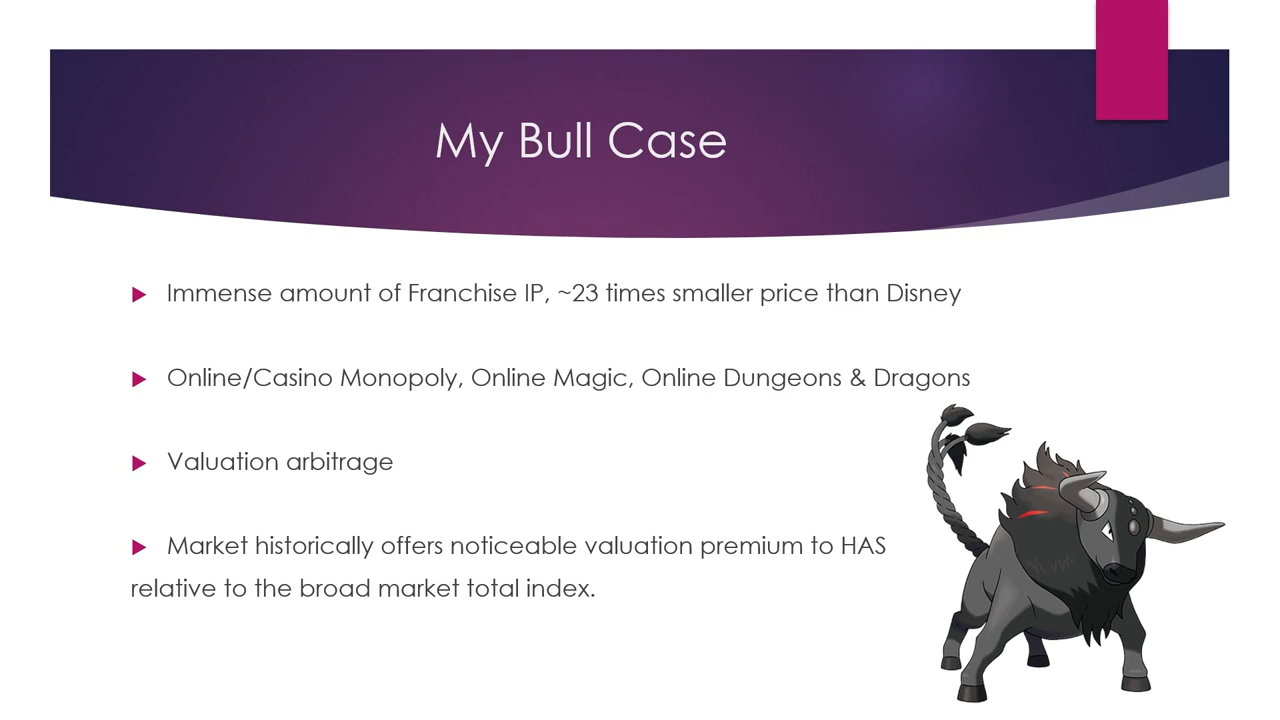 My Bull Case
Immense amount of Franchise IP, ~23 times smaller price than Disney
Online/Casino Monopoly, Online Magic, Online Dungeons & Dragons
Valuation arbitrage
Market historically offers noticeable valuation premium to HAS
relative to the broad market total index.